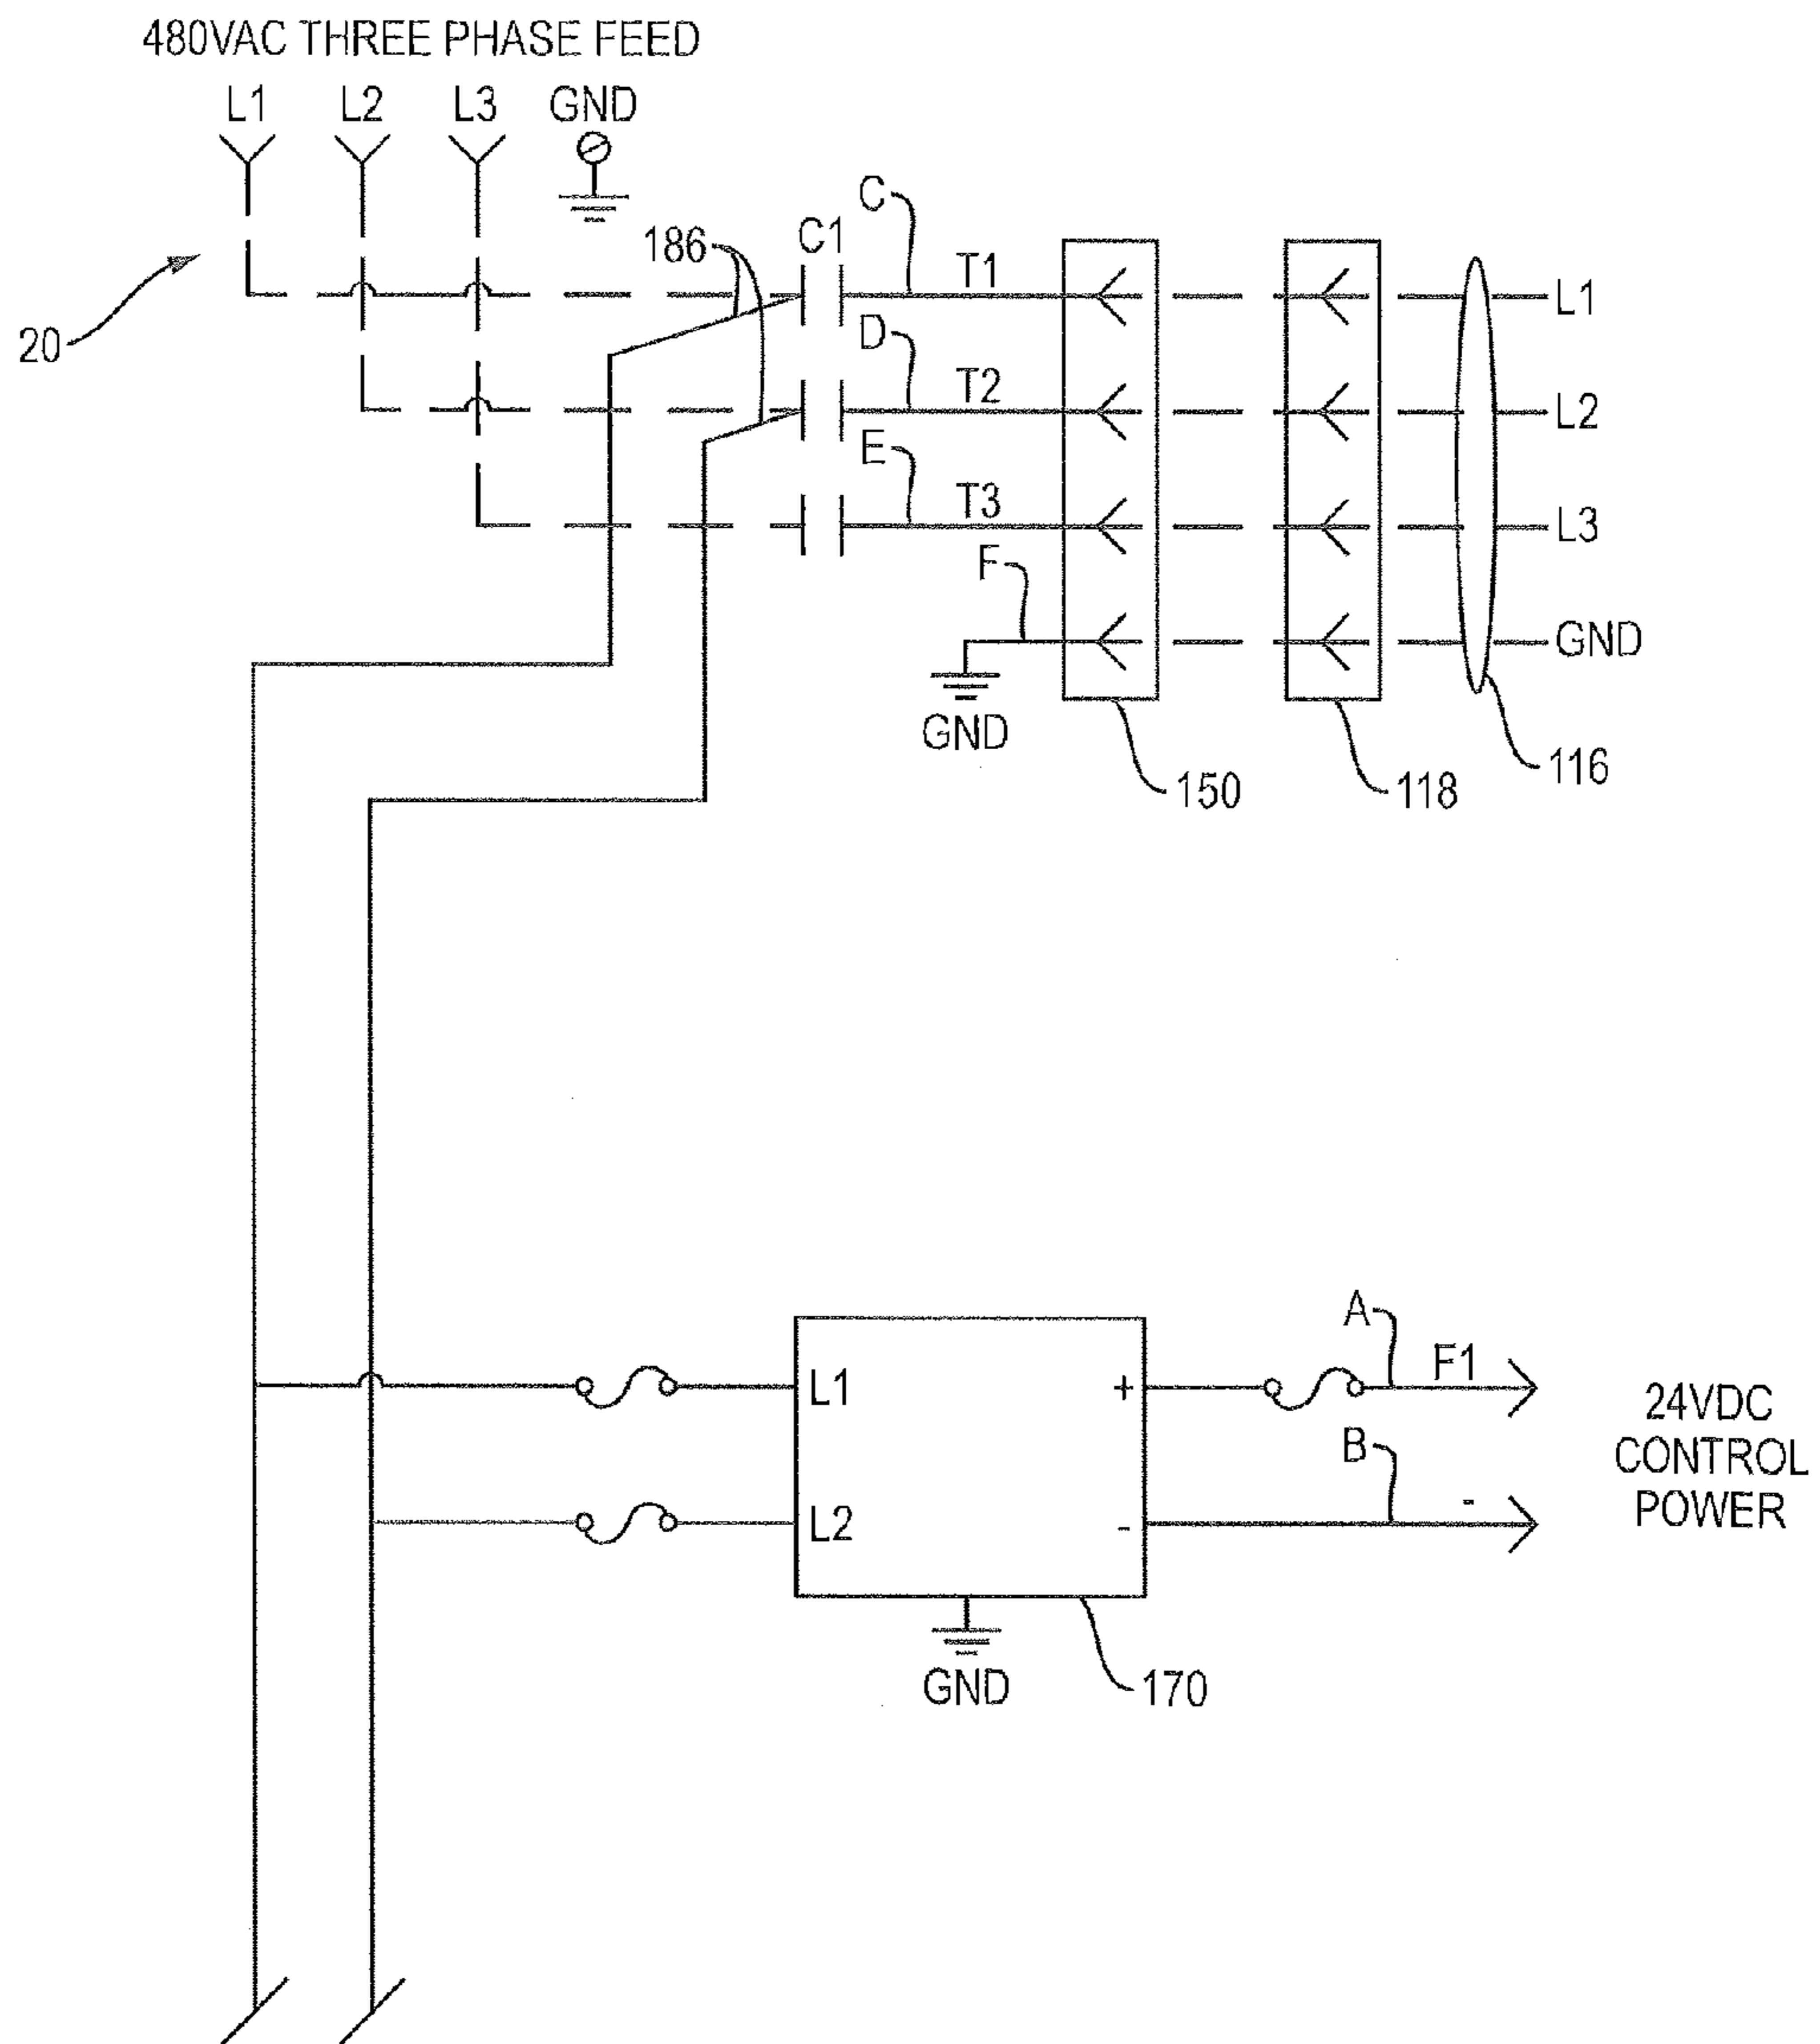 480VAC THREE PHASE FEED
L1 L2 L3 GND
20
186
C1
C
T1
L1
D
T2
L2
E
T3
L3
F
GND
GND
150
118
116
L1
L2
+
-
GND
170
A
F1
B
-
24VDC
CONTROL
POWER